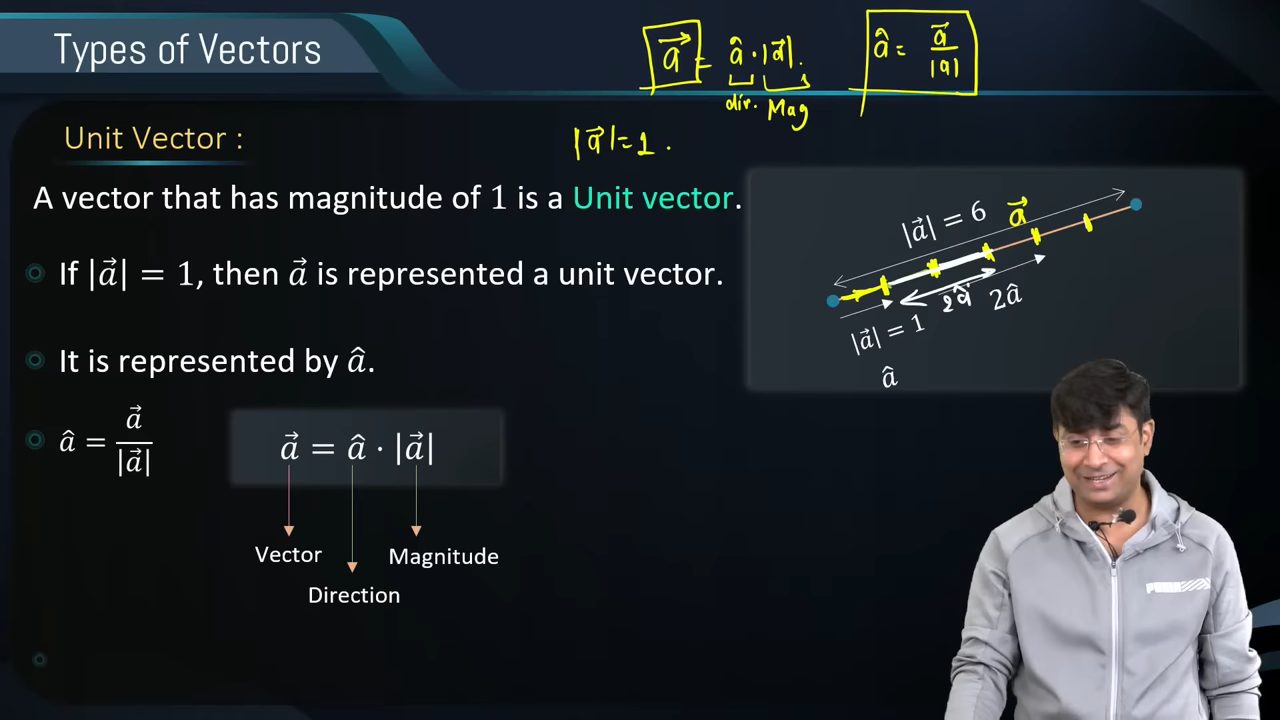 Types of Vectors
a⃗ = â · |a⃗|.
dir. Mag
â = a⃗ / |a|
Unit Vector :
|a⃗| = 1.
A vector that has magnitude of 1 is a Unit vector.
If |a⃗| = 1, then a⃗ is represented a unit vector.
It is represented by â.
â = a⃗ / |a⃗|
a⃗ = â · |a⃗|
Vector
Magnitude
Direction
|a⃗| = 6
a⃗
2â
2â
|a⃗| = 1
â
PUMA